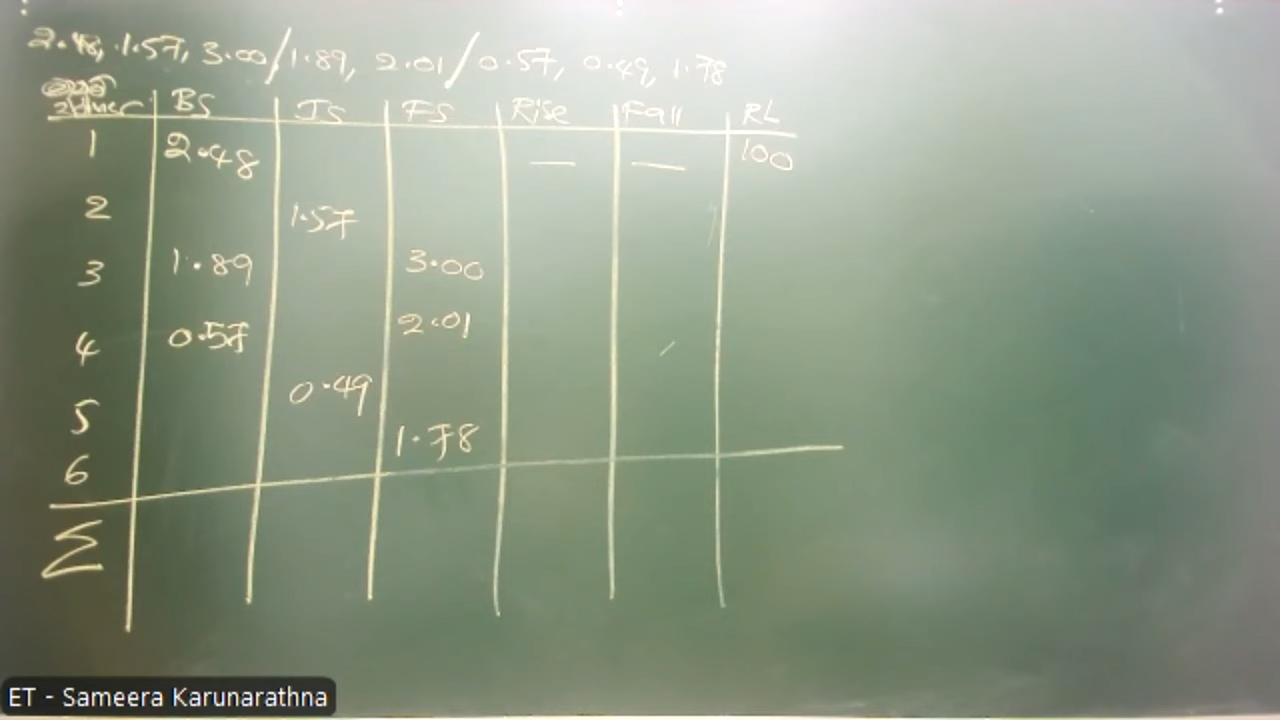 2.48, 1.57, 3.00/1.89, 2.01/0.57, 0.49, 1.78
BS IS FS Rise Fall RL
1 2.48 — — 100
2 1.57
3 1.89 3.00
4 0.57 2.01
5 0.49
6 1.78
Σ
ET - Sameera Karunarathna